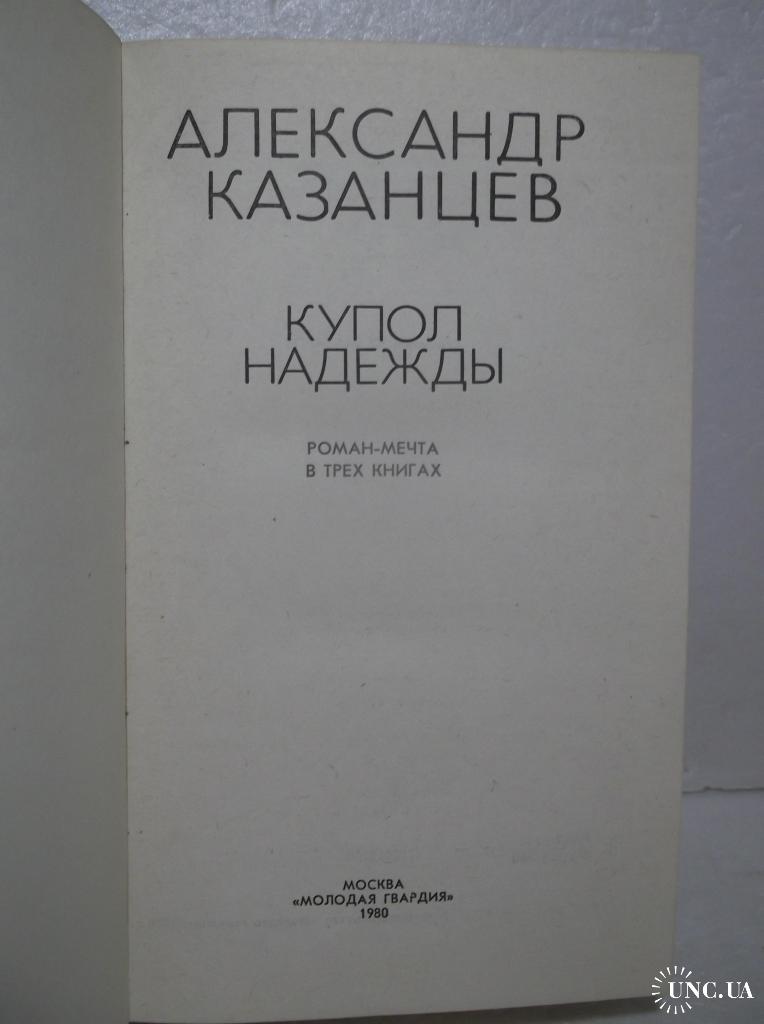 АЛЕКСАНДР
КАЗАНЦЕВ
КУПОЛ
НАДЕЖДЫ
РОМАН-МЕЧТА
В ТРЕХ КНИГАХ
МОСКВА
«МОЛОДАЯ ГВАРДИЯ»
1980
UNC.UA